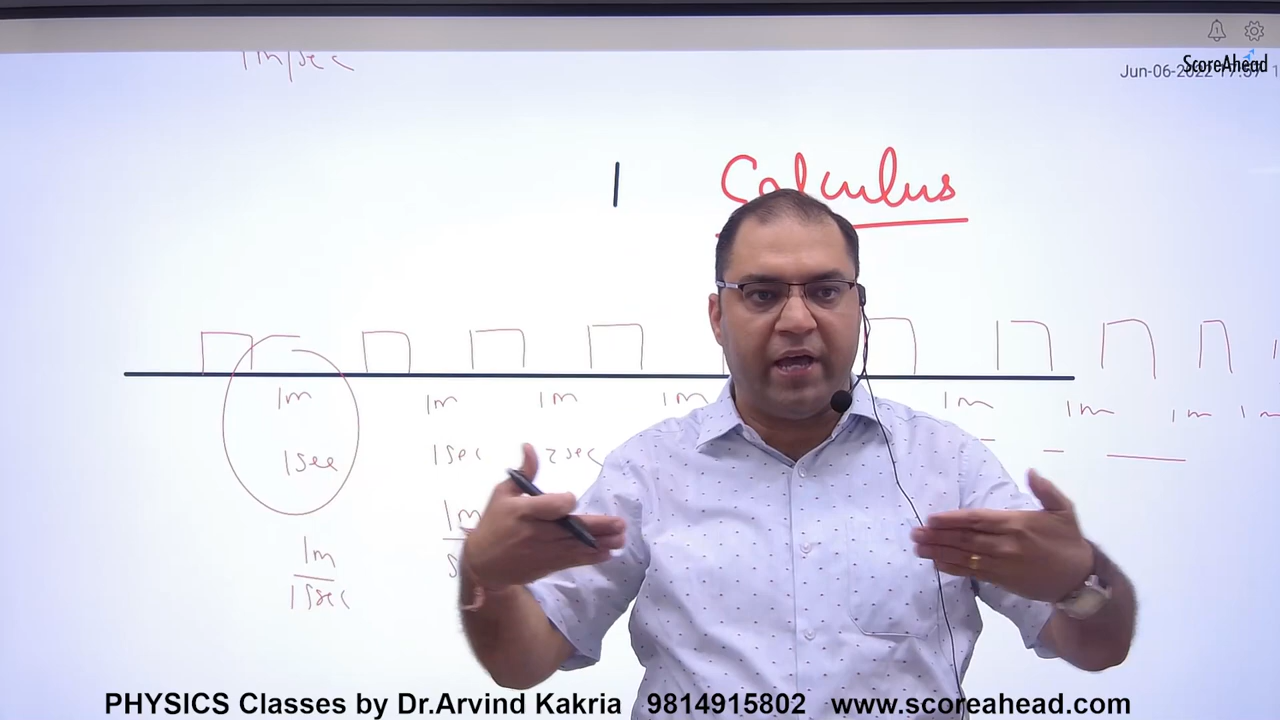 1m/sec
ScoreAhead
Jun-06-2022
| Calculus
1m 1m 1m 1m 1m 1m 1m 1m
1sec 1sec 2sec
1m 1m
1sec
PHYSICS Classes by Dr.Arvind Kakria 9814915802 www.scoreahead.com